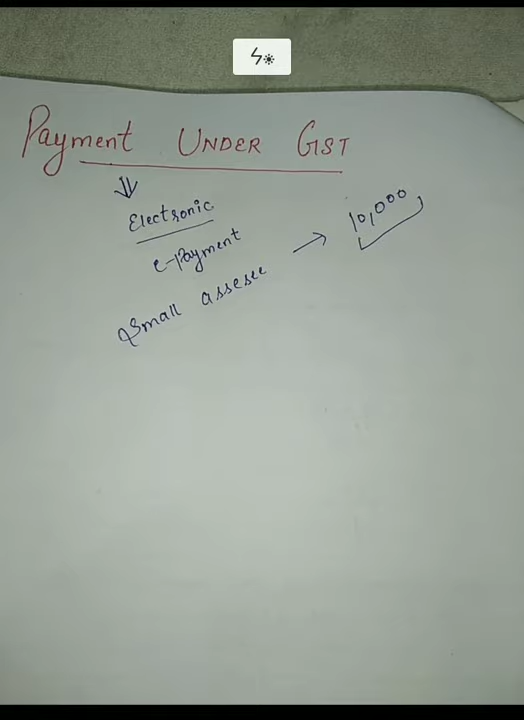 Payment UNDER GST
Electronic
e-Payment
Small assesee → 10,000